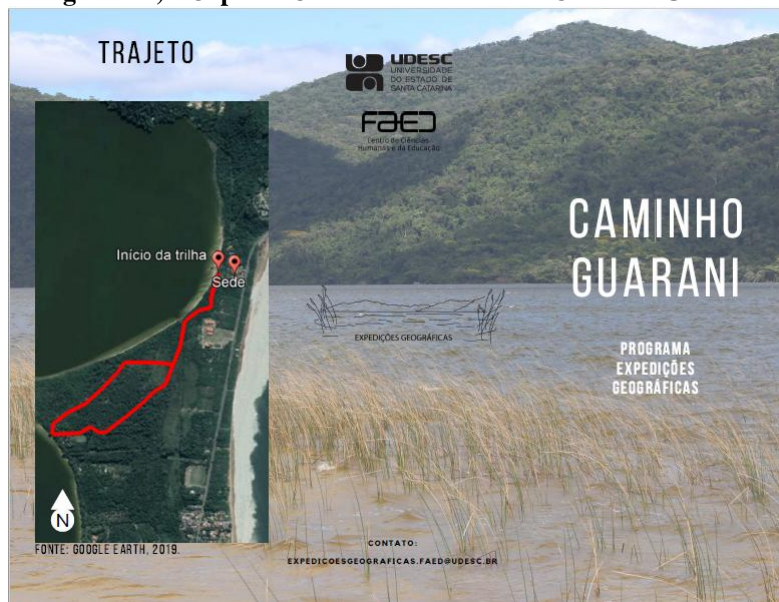 TRAJETO
Início da trilha
Sede
N
FONTE: GOOGLE EARTH, 2019.
UDESC
UNIVERSIDADE
DO ESTADO DE
SANTA CATARINA
FAED
Centro de Ciências
Humanas e da Educação
EXPEDIÇÕES GEOGRÁFICAS
CONTATO:
EXPEDICOESGEOGRAFICAS.FAED@UDESC.BR
CAMINHO
GUARANI
PROGRAMA
EXPEDIÇÕES
GEOGRÁFICAS